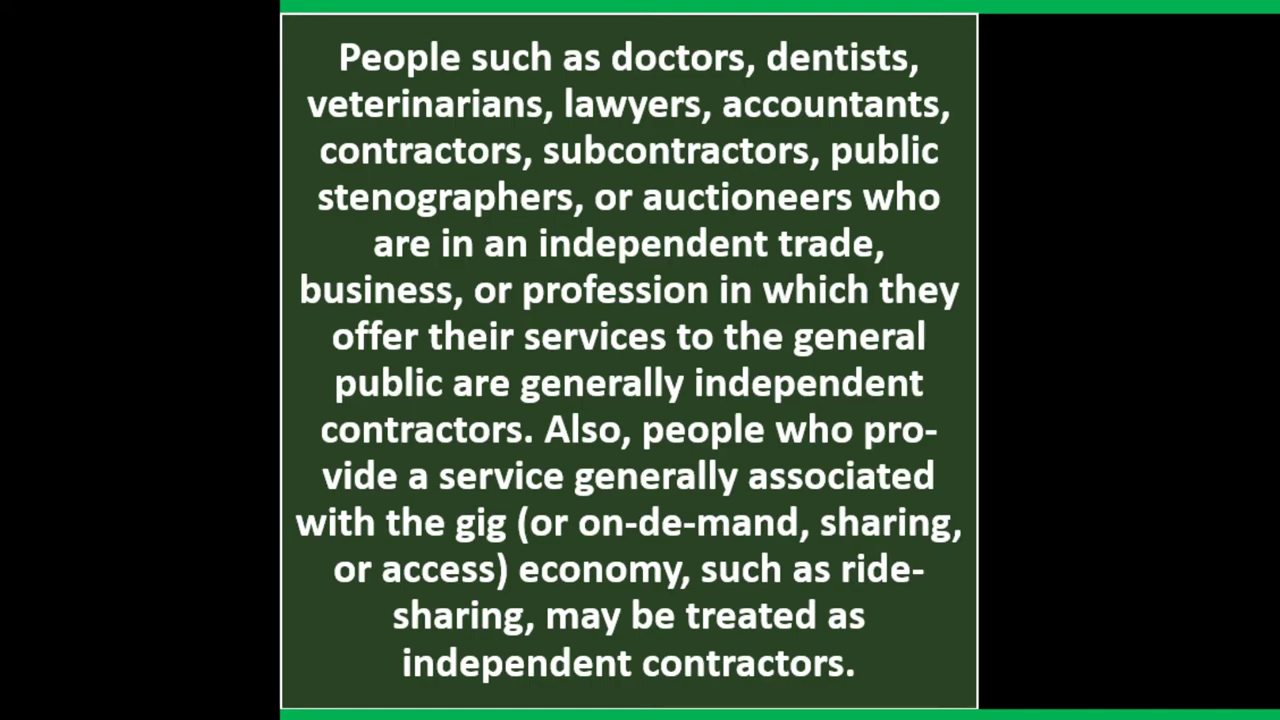 People such as doctors, dentists,
veterinarians, lawyers, accountants,
contractors, subcontractors, public
stenographers, or auctioneers who
are in an independent trade,
business, or profession in which they
offer their services to the general
public are generally independent
contractors. Also, people who pro-
vide a service generally associated
with the gig (or on-de-mand, sharing,
or access) economy, such as ride-
sharing, may be treated as
independent contractors.